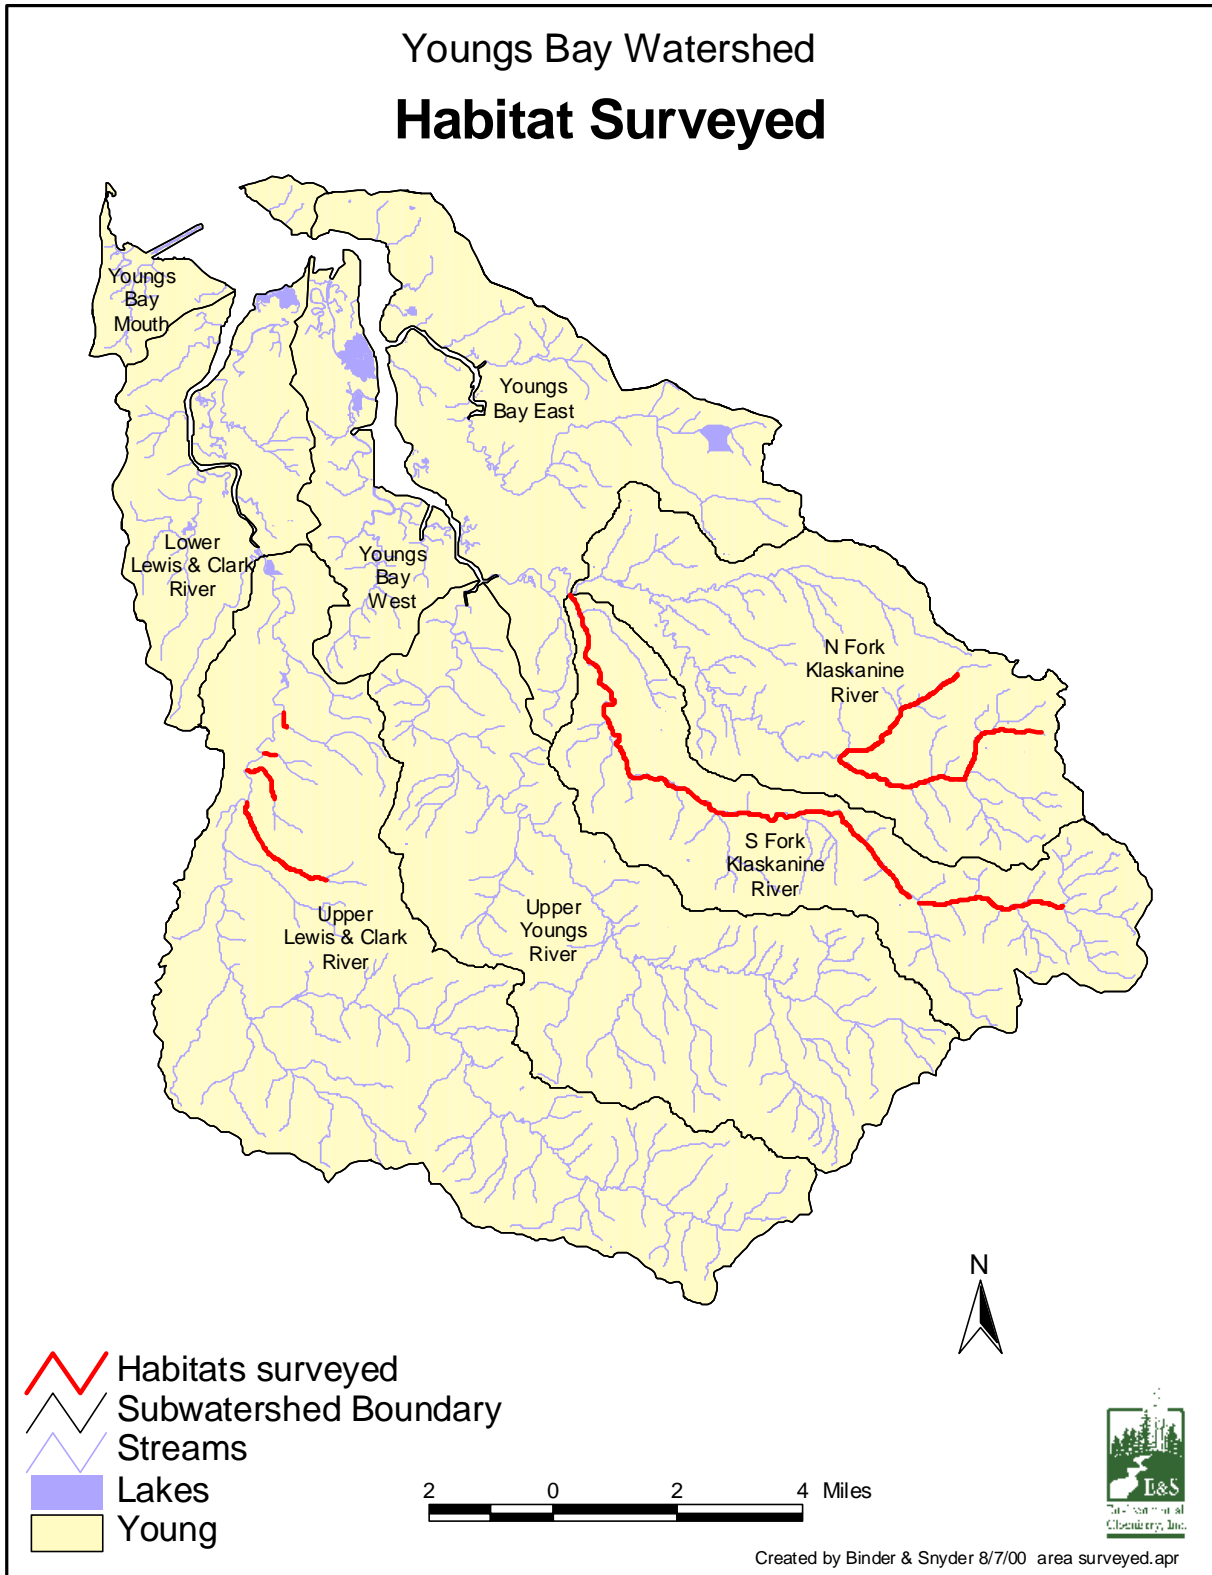 Youngs Bay Watershed
Habitat Surveyed
Youngs
Bay
Mouth
Youngs
Bay East
Lower
Lewis & Clark
River
Youngs
Bay
West
N Fork
Klaskanine
River
S Fork
Klaskanine
River
Upper
Lewis & Clark
River
Upper
Youngs
River
N
Habitats surveyed
Subwatershed Boundary
Streams
Lakes
Young
2 0 2 4 Miles
E&S
Chemistry, Inc.
Created by Binder & Snyder 8/7/00 area surveyed.apr